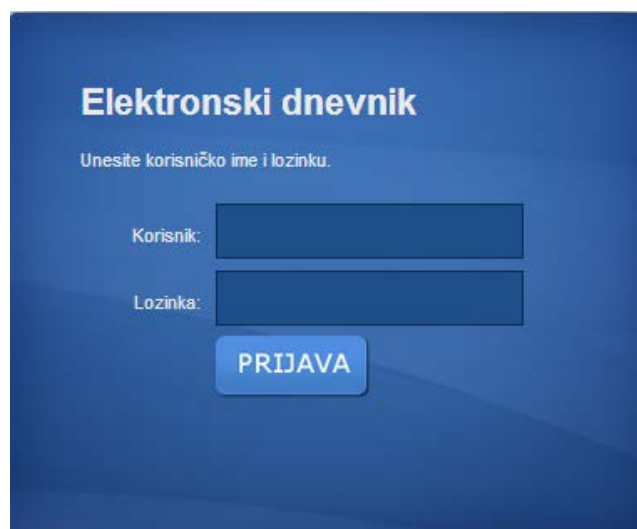 Elektronski dnevnik
Unesite korisničko ime i lozinku.
Korisnik:
Lozinka:
PRIJAVA